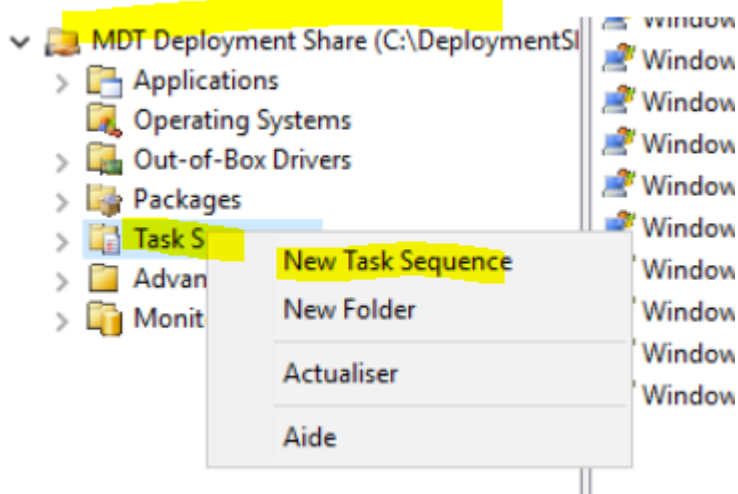 MDT Deployment Share (C:\DeploymentSl
Applications
Operating Systems
Out-of-Box Drivers
Packages
Task S
Advan
Monit
New Task Sequence
New Folder
Actualiser
Aide
Window
Window
Window
Window
Window
Window
Window
Window
Window
Window